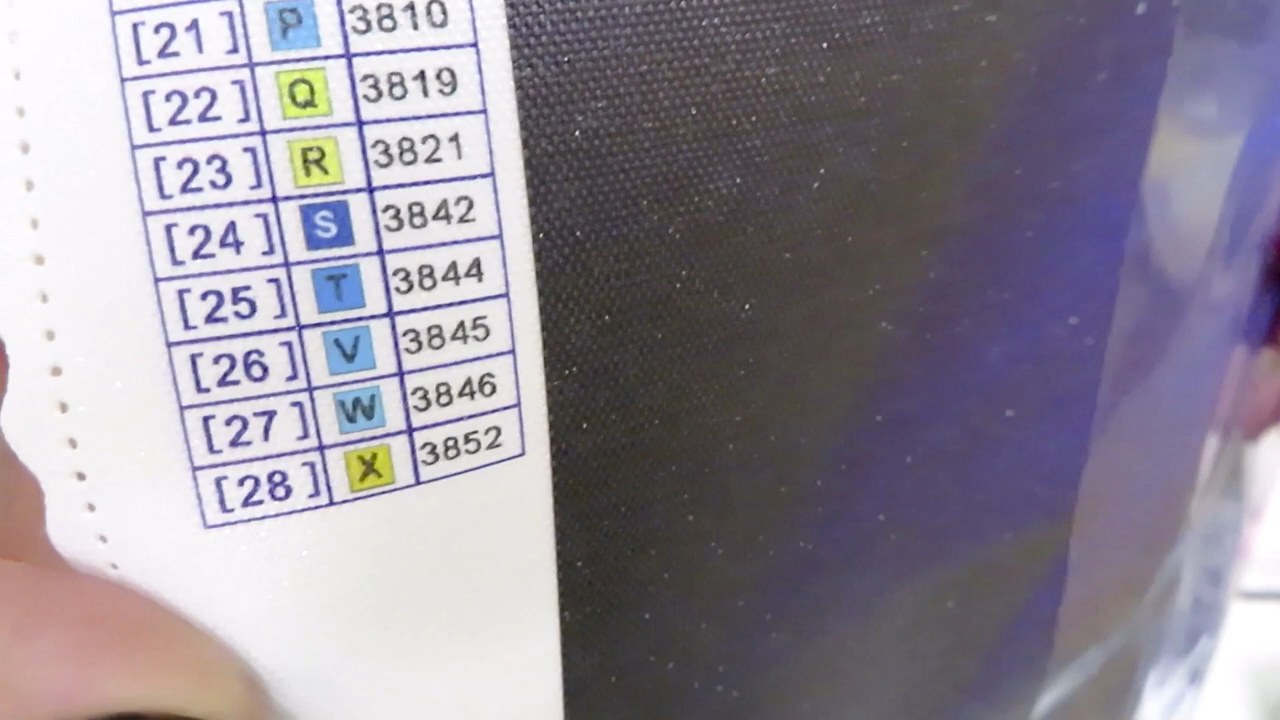 [21] P 3810
[22] Q 3819
[23] R 3821
[24] S 3842
[25] T 3844
[26] V 3845
[27] W 3846
[28] X 3852